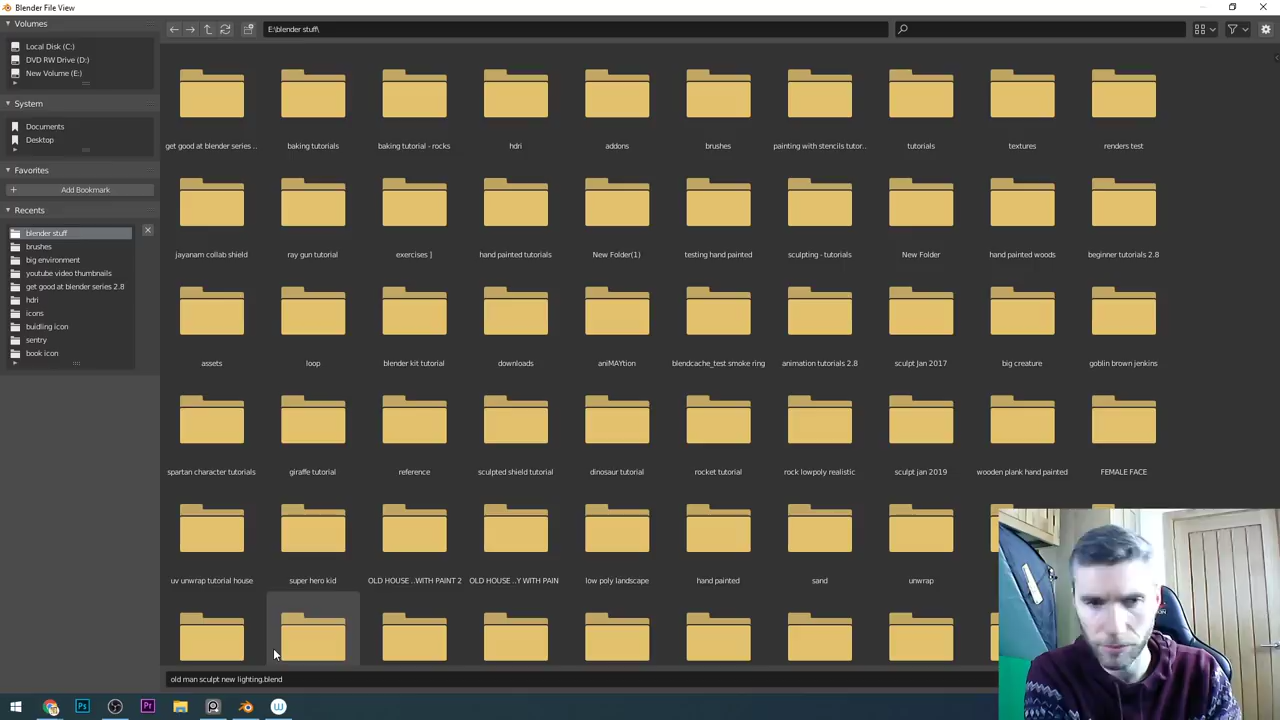 Blender File View
Volumes
Local Disk (C:)
DVD RW Drive (D:)
New Volume (E:)
System
Documents
Desktop
Favorites
Add Bookmark
Recents
blender stuff
brushes
big environment
youtube video thumbnails
get good at blender series 2.8
hdri
icons
buidling icon
sentry
book icon
E:\blender stuff\
get good at blender series ..
baking tutorials
baking tutorial - rocks
hdri
addons
brushes
painting with stencils tutor..
tutorials
textures
renders test
jayanam collab shield
ray gun tutorial
exercises ]
hand painted tutorials
New Folder(1)
testing hand painted
sculpting - tutorials
New Folder
hand painted woods
beginner tutorials 2.8
assets
loop
blender kit tutorial
downloads
aniMAYtion
blendcache_test smoke ring
animation tutorials 2.8
sculpt Jan 2017
big creature
goblin brown jenkins
spartan character tutorials
giraffe tutorial
reference
sculpted shield tutorial
dinosaur tutorial
rocket tutorial
rock lowpoly realistic
sculpt jan 2019
wooden plank hand painted
FEMALE FACE
uv unwrap tutorial house
super hero kid
OLD HOUSE ..WITH PAINT 2
OLD HOUSE ..Y WITH PAIN
low poly landscape
hand painted
sand
unwrap
old man sculpt new lighting.blend
Ps
Pr